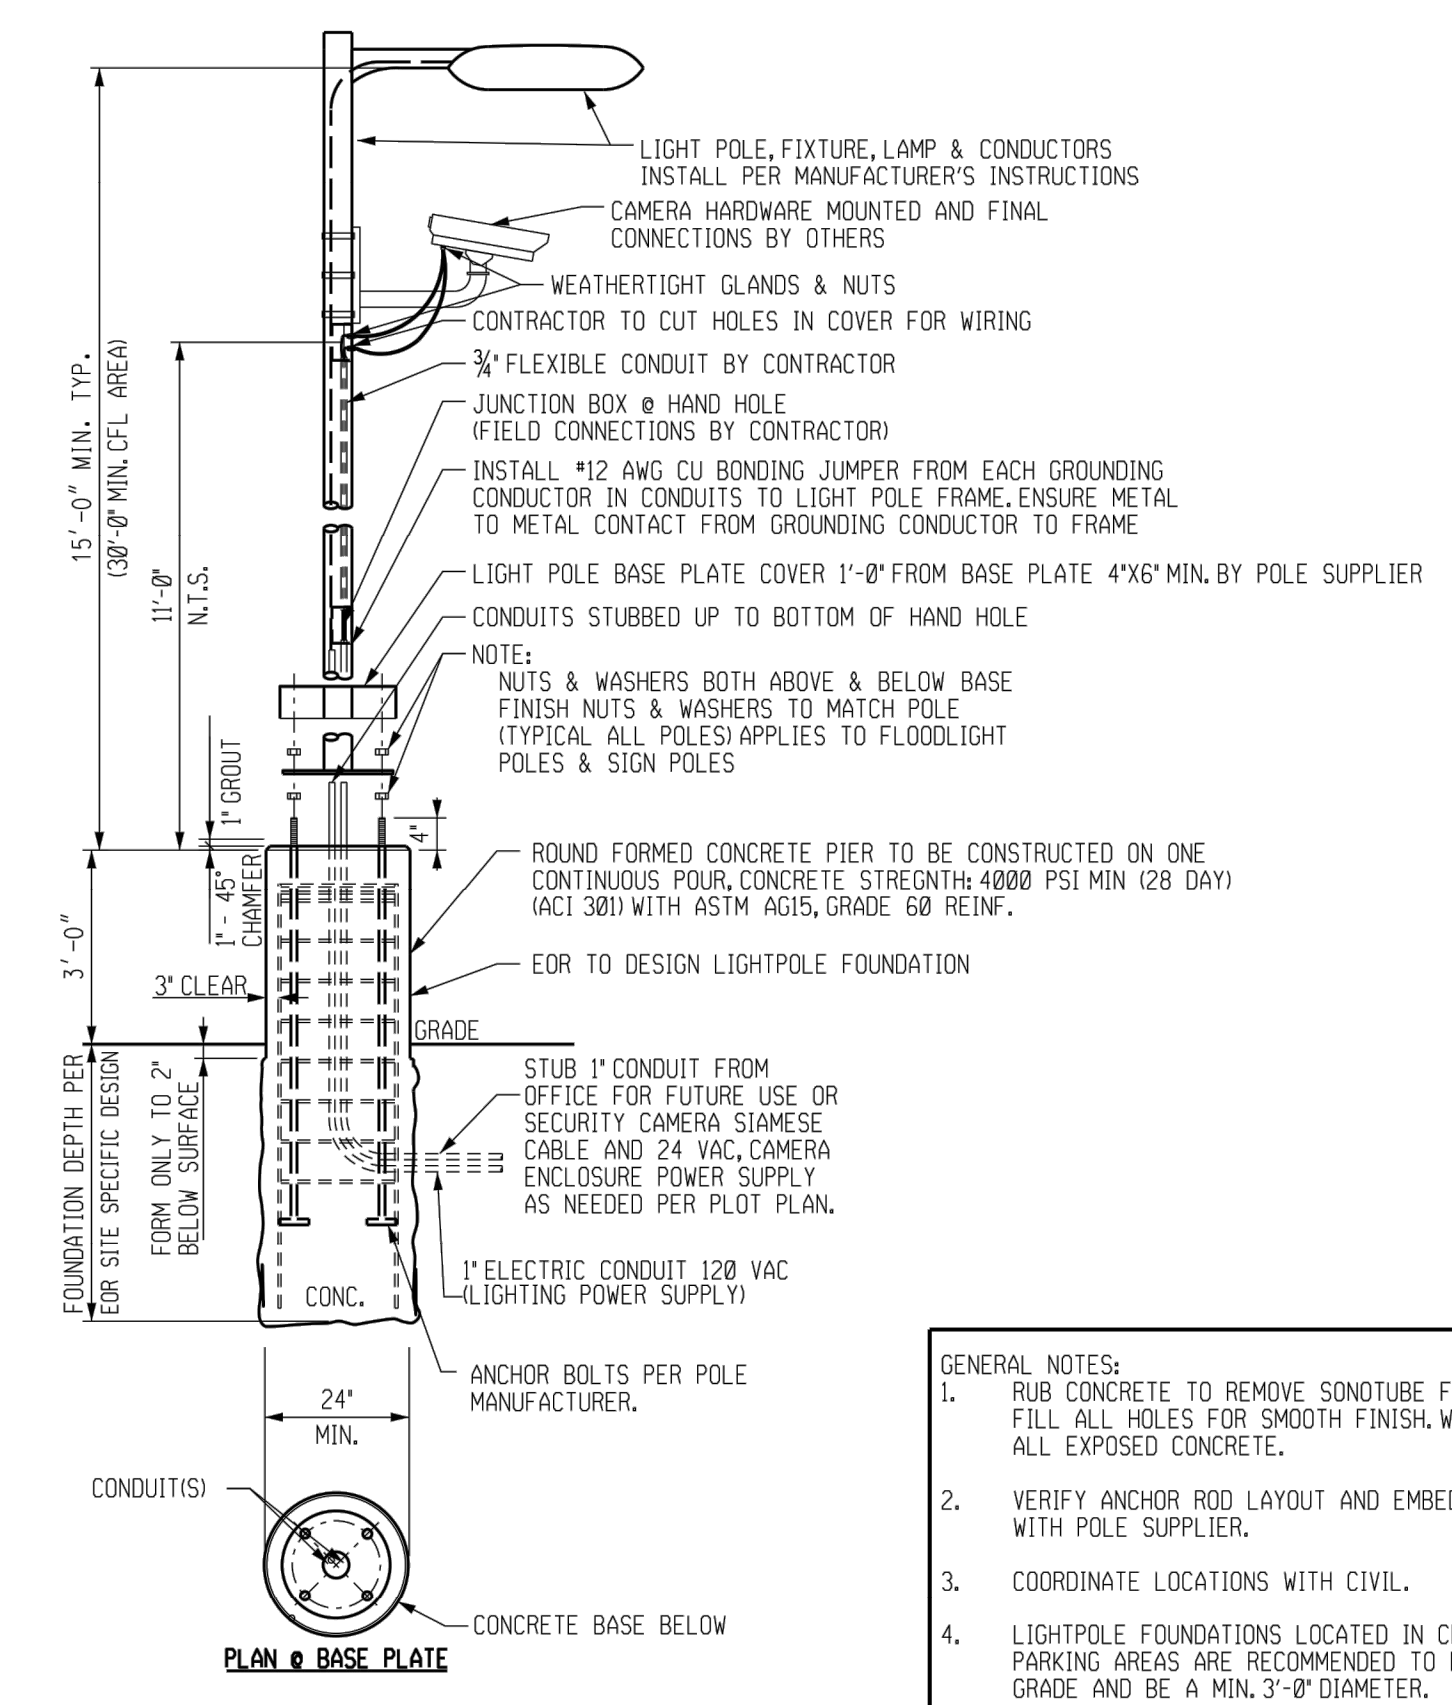 LIGHT POLE, FIXTURE, LAMP & CONDUCTORS
INSTALL PER MANUFACTURER'S INSTRUCTIONS
CAMERA HARDWARE MOUNTED AND FINAL
CONNECTIONS BY OTHERS
WEATHERTIGHT GLANDS & NUTS
CONTRACTOR TO CUT HOLES IN COVER FOR WIRING
3/4" FLEXIBLE CONDUIT BY CONTRACTOR
JUNCTION BOX @ HAND HOLE
(FIELD CONNECTIONS BY CONTRACTOR)
INSTALL #12 AWG CU BONDING JUMPER FROM EACH GROUNDING
CONDUCTOR IN CONDUITS TO LIGHT POLE FRAME. ENSURE METAL
TO METAL CONTACT FROM GROUNDING CONDUCTOR TO FRAME
LIGHT POLE BASE PLATE COVER 1'-0" FROM BASE PLATE 4"X6" MIN. BY POLE SUPPLIER
CONDUITS STUBBED UP TO BOTTOM OF HAND HOLE
NOTE:
NUTS & WASHERS BOTH ABOVE & BELOW BASE
FINISH NUTS & WASHERS TO MATCH POLE
(TYPICAL ALL POLES) APPLIES TO FLOODLIGHT
POLES & SIGN POLES
15'-0" MIN. TYP.
(30'-0" MIN. CFL AREA)
11'-0"
N.T.S.
1" GROUT
4"
1" - 45°
CHAMFER
3'-0"
3" CLEAR
ROUND FORMED CONCRETE PIER TO BE CONSTRUCTED ON ONE
CONTINUOUS POUR, CONCRETE STREGNTH: 4000 PSI MIN (28 DAY)
(ACI 301) WITH ASTM AG15, GRADE 60 REINF.
EOR TO DESIGN LIGHTPOLE FOUNDATION
GRADE
FOUNDATION DEPTH PER
EOR SITE SPECIFIC DESIGN
FORM ONLY TO 2"
BELOW SURFACE
STUB 1" CONDUIT FROM
OFFICE FOR FUTURE USE OR
SECURITY CAMERA SIAMESE
CABLE AND 24 VAC, CAMERA
ENCLOSURE POWER SUPPLY
AS NEEDED PER PLOT PLAN.
1" ELECTRIC CONDUIT 120 VAC
(LIGHTING POWER SUPPLY)
CONC.
ANCHOR BOLTS PER POLE
MANUFACTURER.
24"
MIN.
CONDUIT(S)
CONCRETE BASE BELOW
PLAN @ BASE PLATE
GENERAL NOTES:
1. RUB CONCRETE TO REMOVE SONOTUBE
FILL ALL HOLES FOR SMOOTH FINISH.
ALL EXPOSED CONCRETE.
2. VERIFY ANCHOR ROD LAYOUT AND
WITH POLE SUPPLIER.
3. COORDINATE LOCATIONS WITH CIVIL.
4. LIGHTPOLE FOUNDATIONS LOCATED IN
PARKING AREAS ARE RECOMMENDED TO
GRADE AND BE A MIN. 3'-0" DIAMETER.